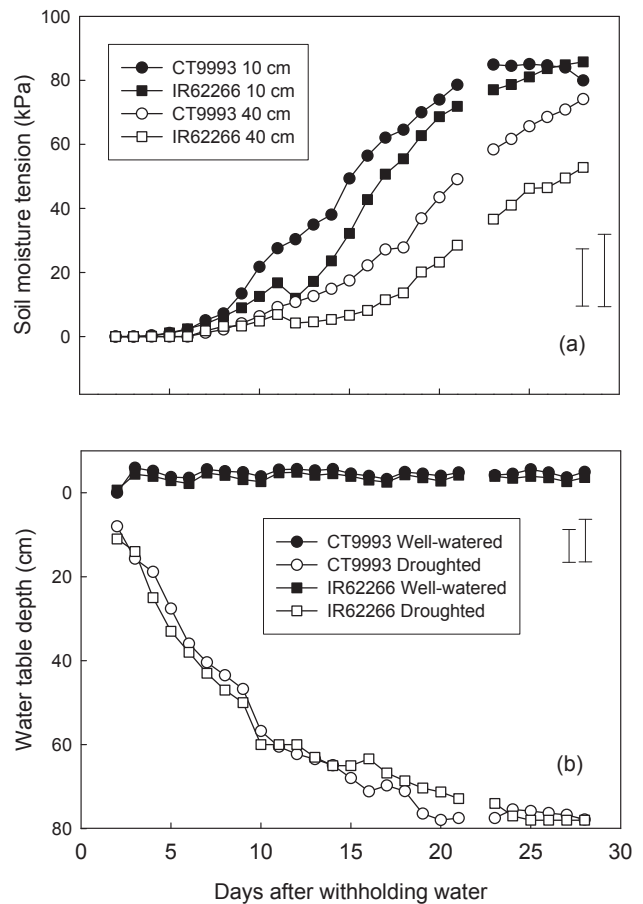 100
80
60
40
20
0
Soil moisture tension (kPa)
CT9993 10 cm
IR62266 10 cm
CT9993 40 cm
IR62266 40 cm
(a)
0
20
40
60
80
Water table depth (cm)
CT9993 Well-watered
CT9993 Droughted
IR62266 Well-watered
IR62266 Droughted
(b)
0 5 10 15 20 25 30
Days after withholding water